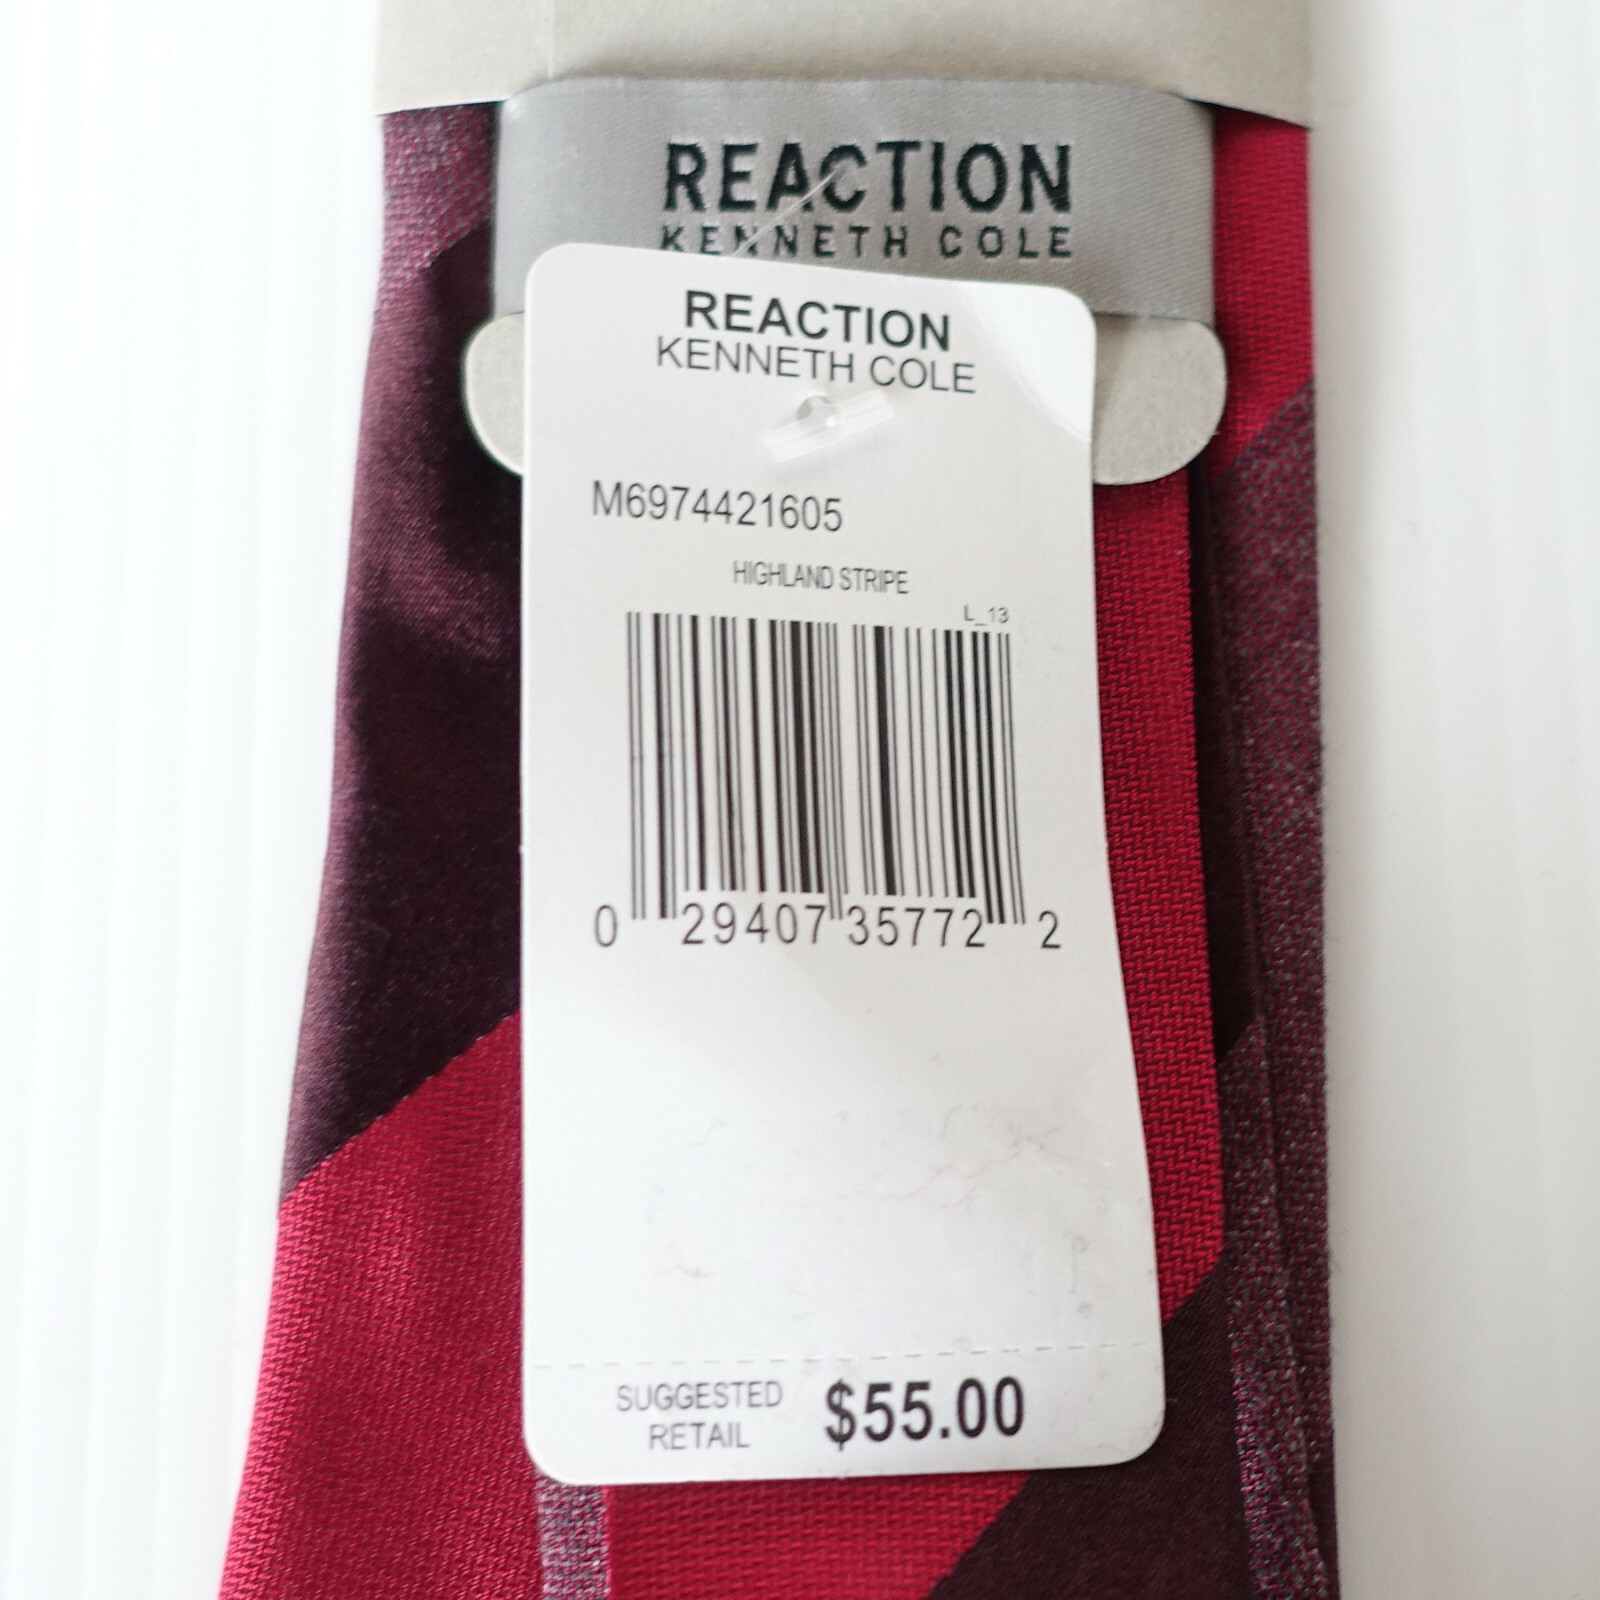 REACTION
KENNETH COLE
REACTION
KENNETH COLE
M6974421605
HIGHLAND STRIPE
L_13
0 29407 35772 2
SUGGESTED
RETAIL
$55.00